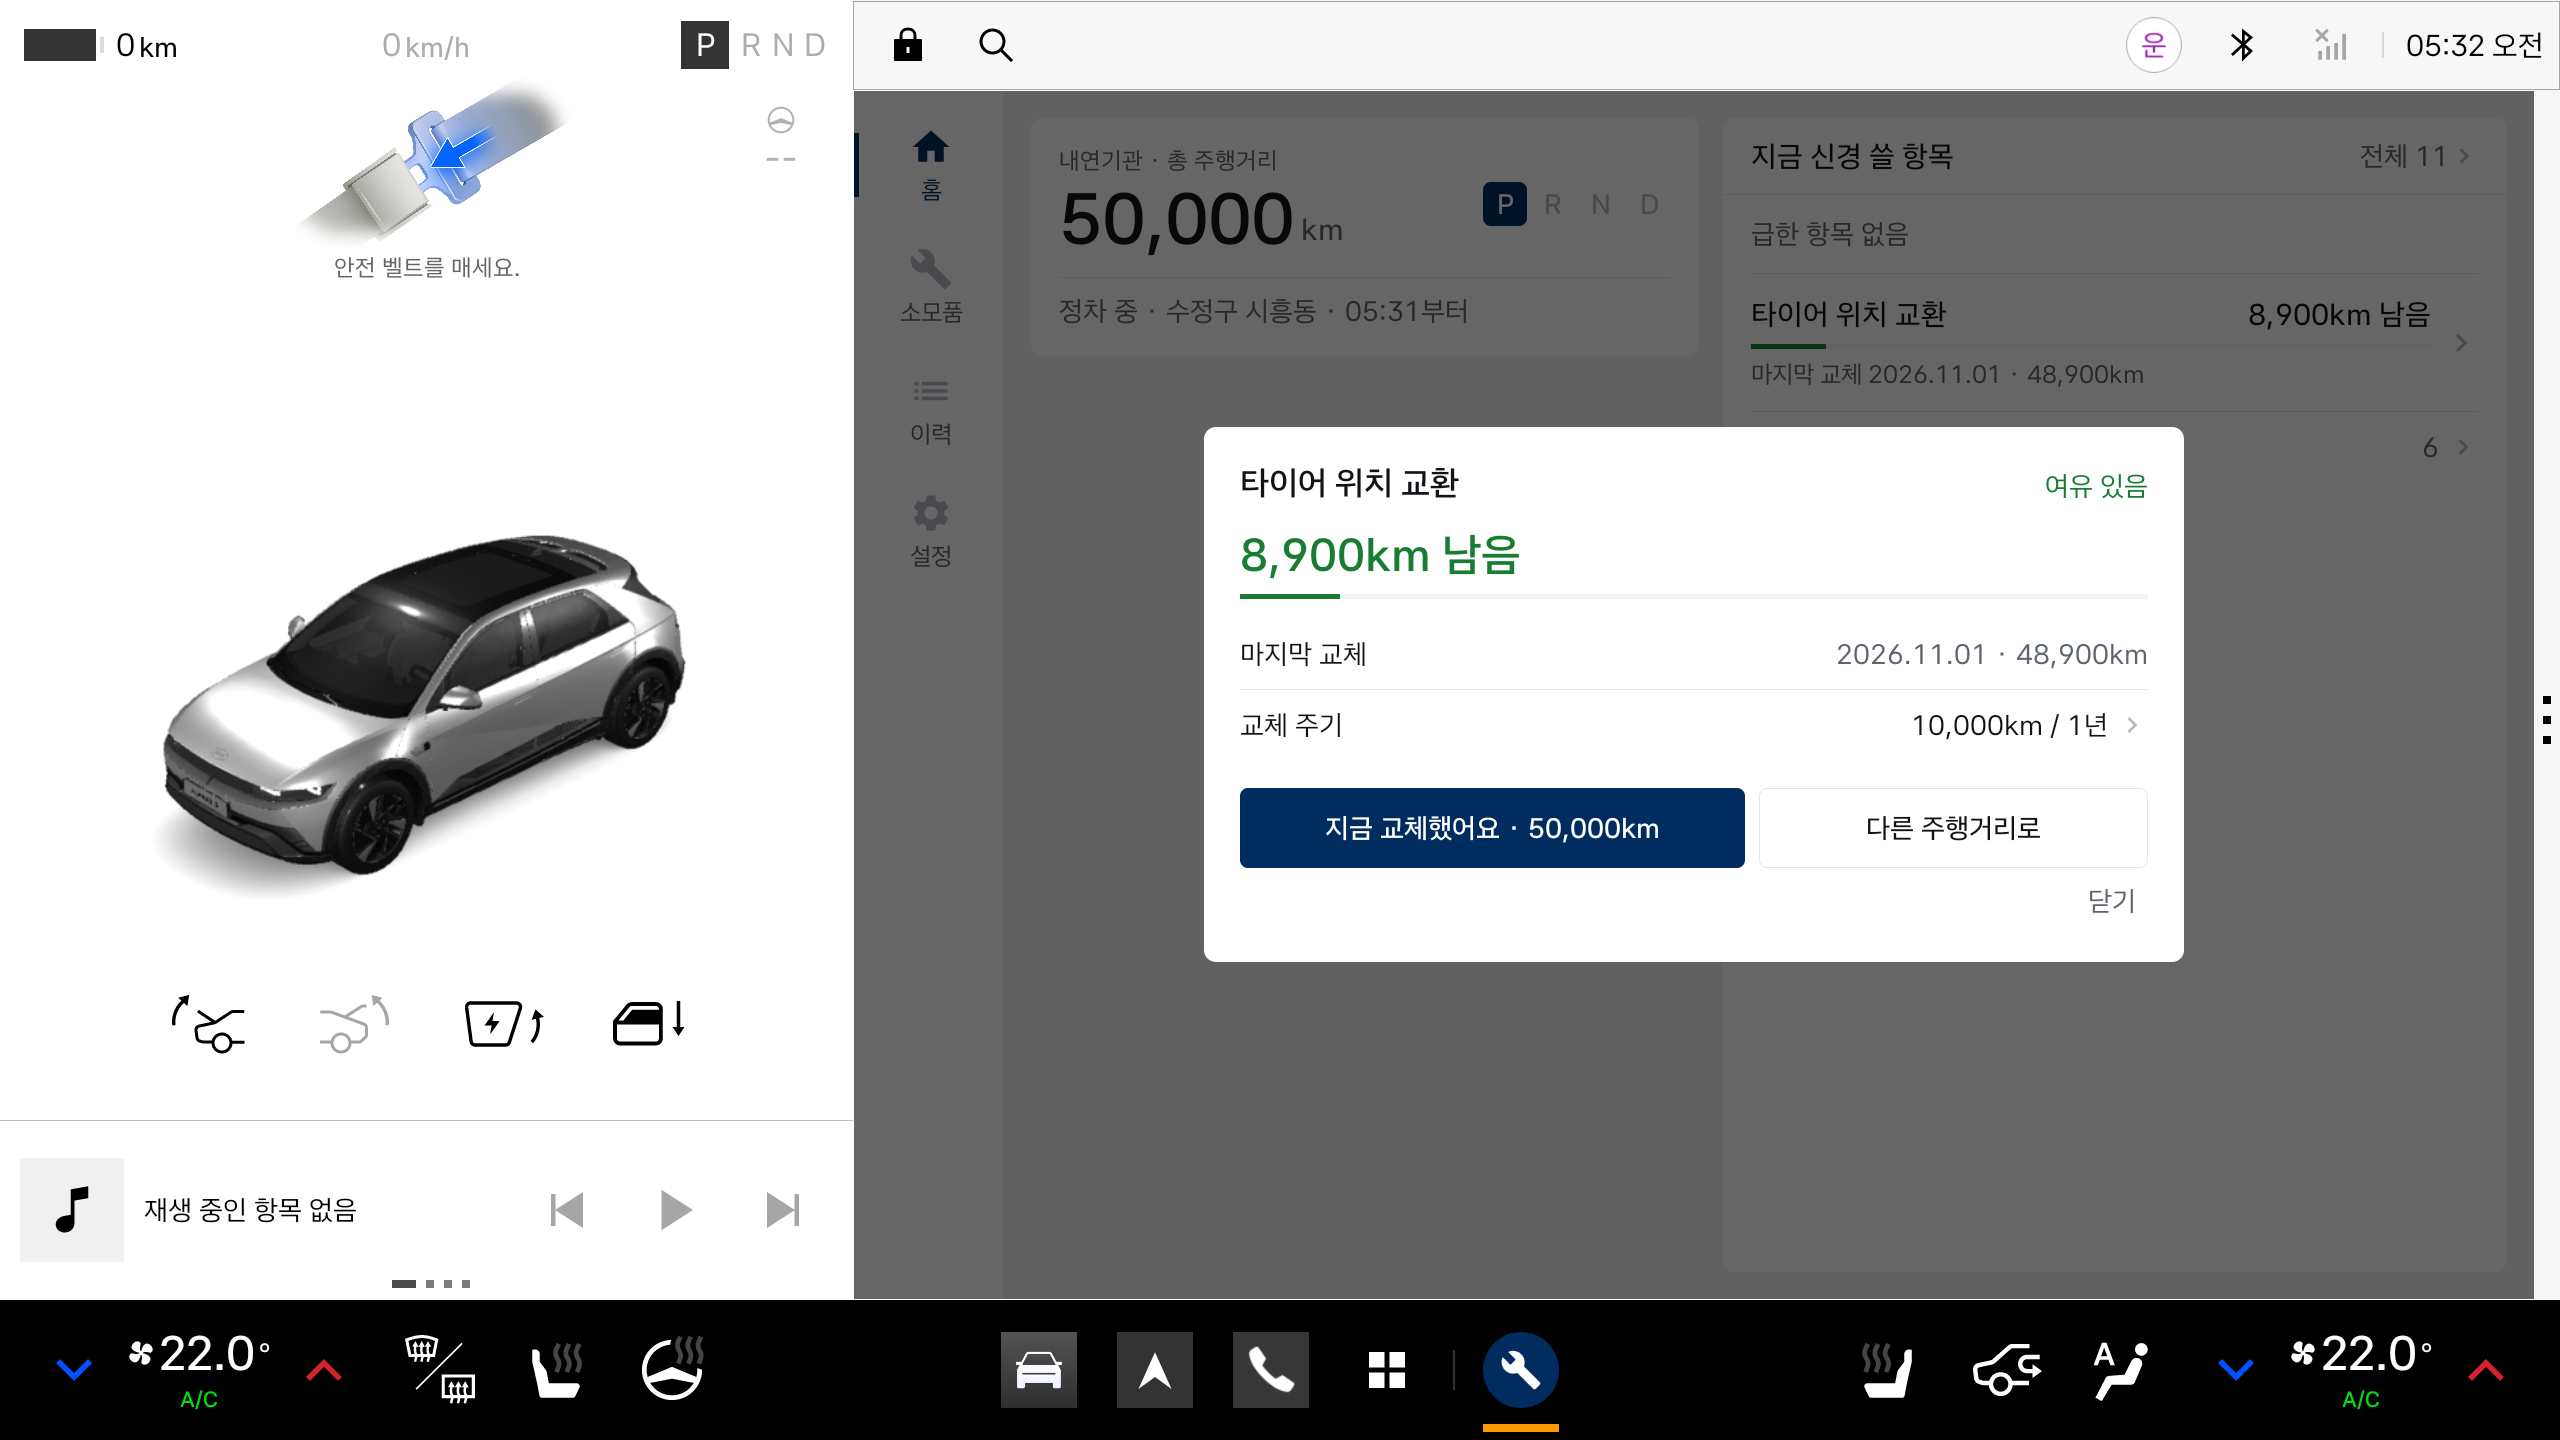 0 km
0 km/h
P R N D
안전 벨트를 매세요.
재생 중인 항목 없음
운
05:32 오전
홈
소모품
이력
설정
내연기관 · 총 주행거리
50,000 km
P R N D
정차 중 · 수정구 시흥동 · 05:31부터
지금 신경 쓸 항목
전체 11
급한 항목 없음
타이어 위치 교환
8,900km 남음
마지막 교체 2026.11.01 · 48,900km
6
타이어 위치 교환
여유 있음
8,900km 남음
마지막 교체
2026.11.01 · 48,900km
교체 주기
10,000km / 1년
지금 교체했어요 · 50,000km
다른 주행거리로
닫기
22.0°
A/C
A
22.0°
A/C